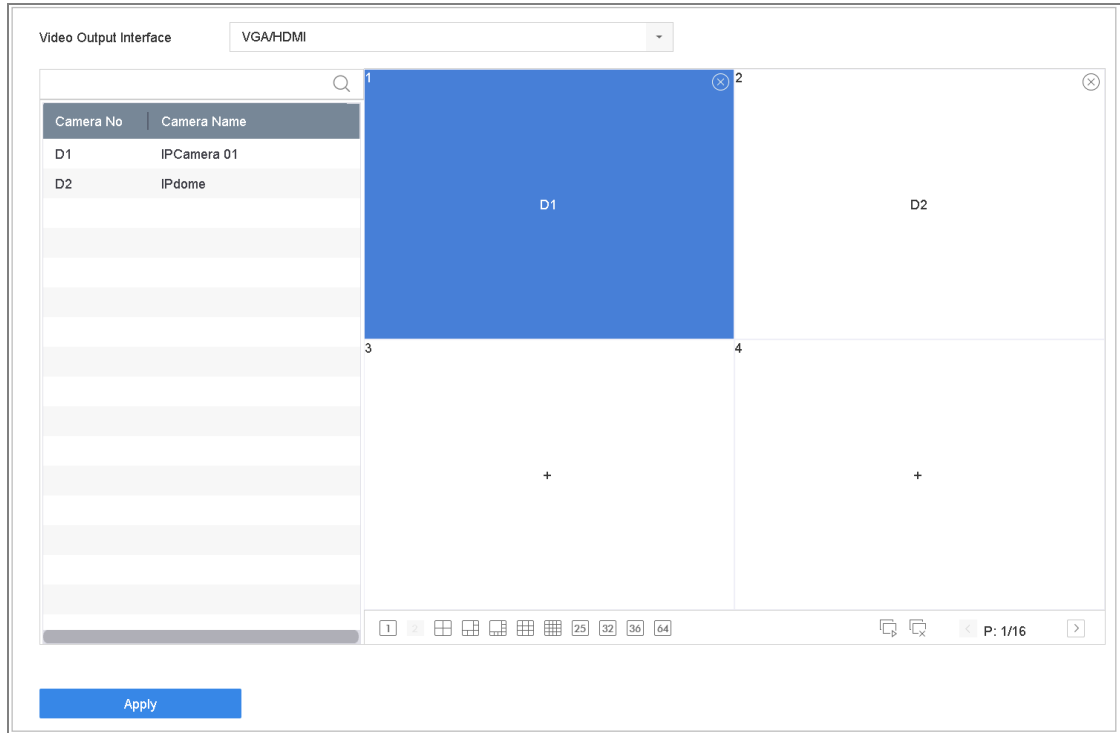 Video Output Interface VGA/HDMI
Camera No Camera Name
D1 IPCamera 01
D2 IPdome
1 2
D1 D2
3 4
+ +
1 2 25 32 36 64 P: 1/16
Apply